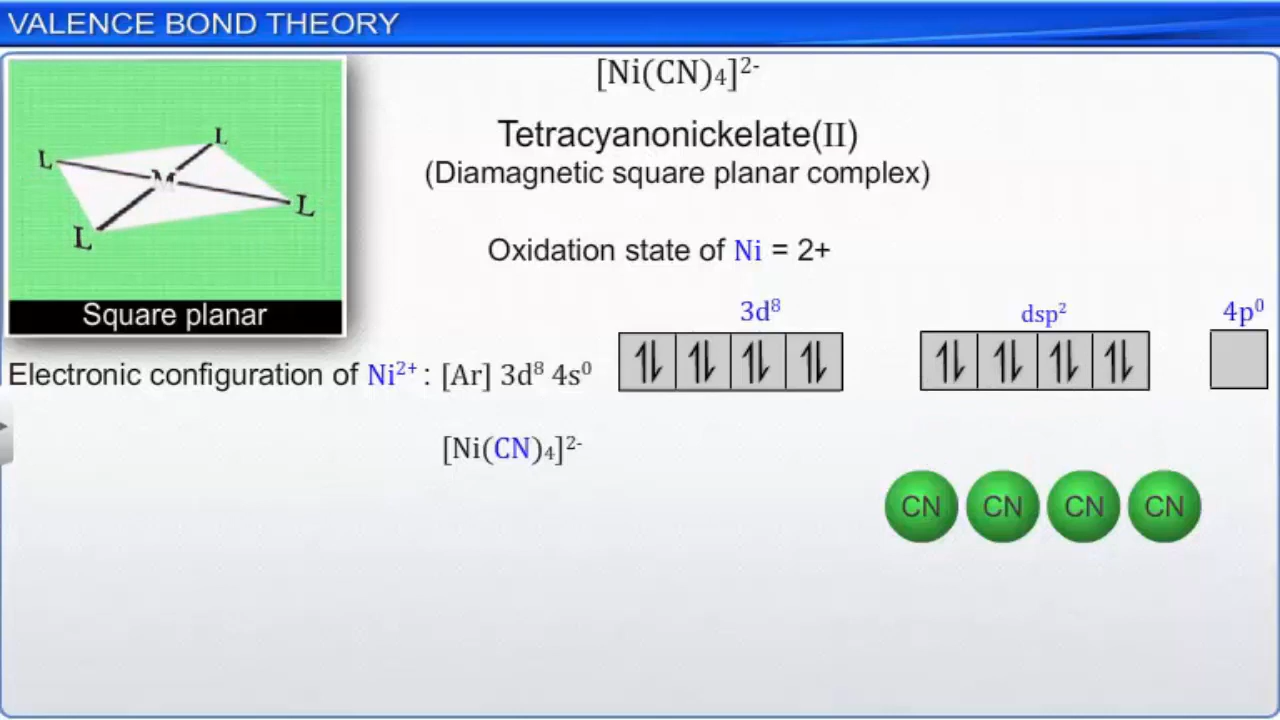 VALENCE BOND THEORY
[Ni(CN)₄]²⁻
Tetracyanonickelate(II)
(Diamagnetic square planar complex)
L
L
M
L
L
Square planar
Oxidation state of Ni = 2+
3d⁸ dsp² 4p⁰
Electronic configuration of Ni²⁺ : [Ar] 3d⁸ 4s⁰
[Ni(CN)₄]²⁻
CN CN CN CN